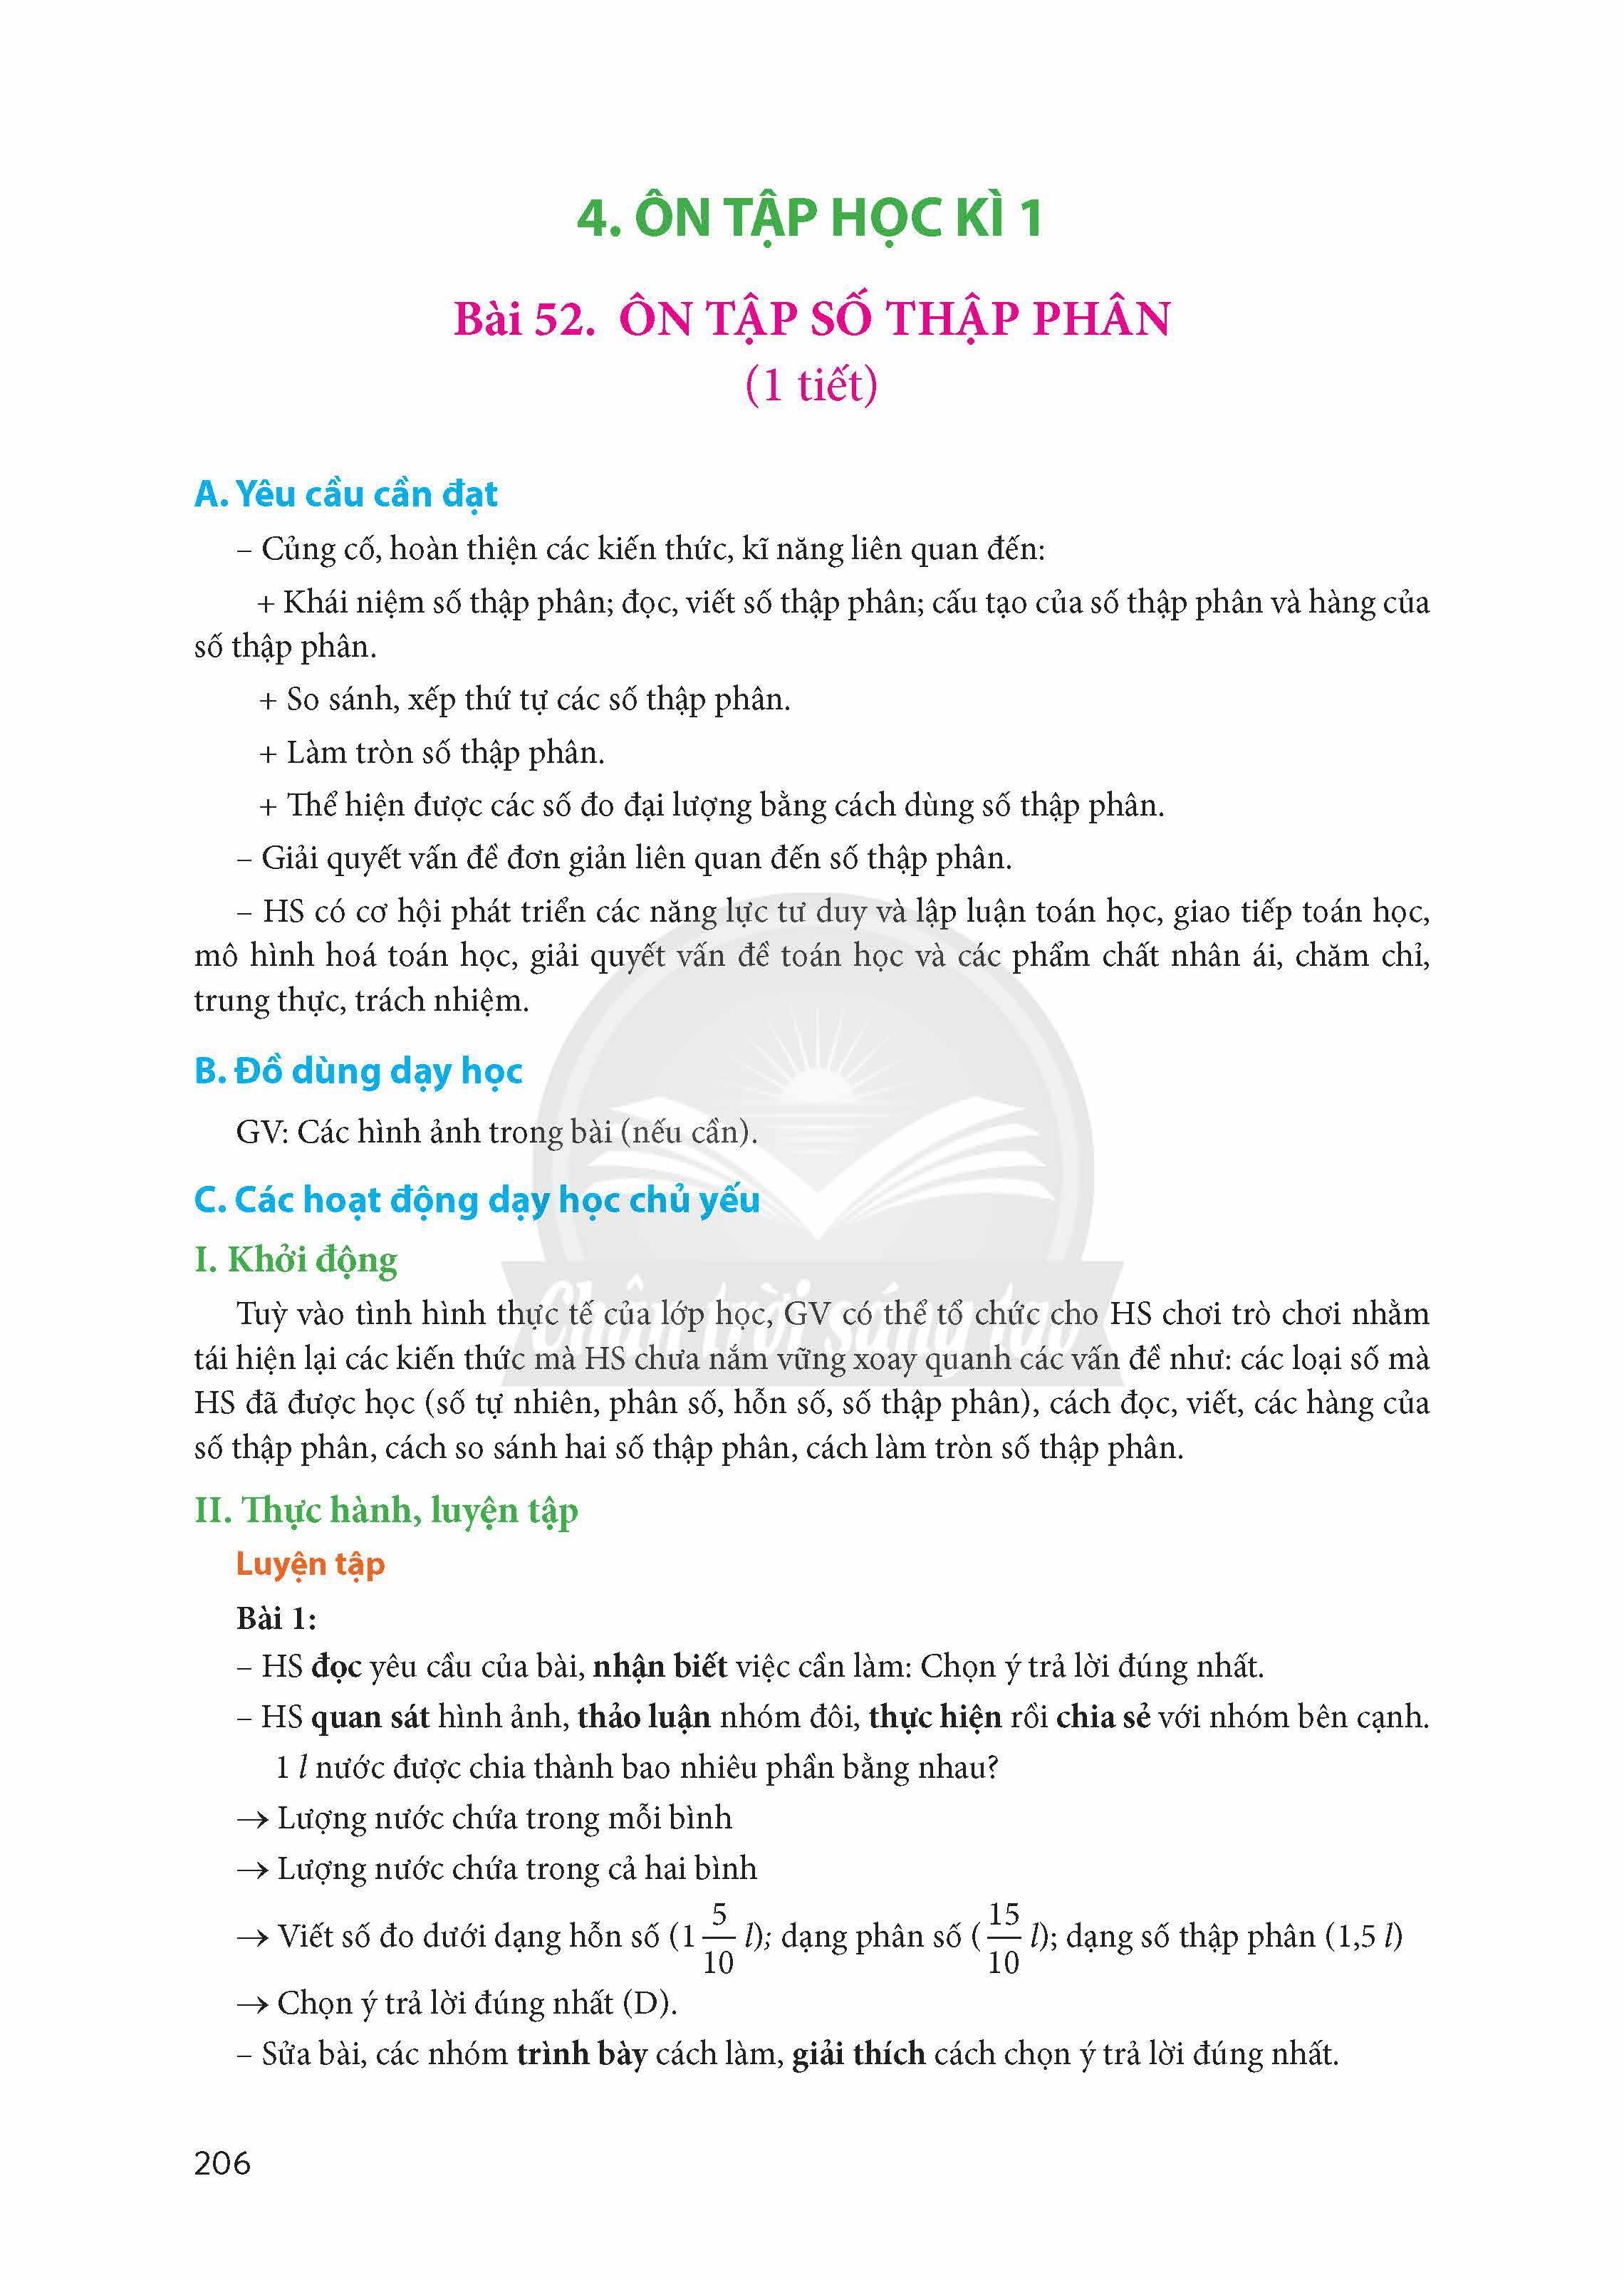 4. ÔN TẬP HỌC KÌ 1
Bài 52. ÔN TẬP SỐ THẬP PHÂN
(1 tiết)
A. Yêu cầu cần đạt
– Củng cố, hoàn thiện các kiến thức, kĩ năng liên quan đến:
+ Khái niệm số thập phân; đọc, viết số thập phân; cấu tạo của số thập phân và hàng của
số thập phân.
+ So sánh, xếp thứ tự các số thập phân.
+ Làm tròn số thập phân.
+ Thể hiện được các số đo đại lượng bằng cách dùng số thập phân.
– Giải quyết vấn đề đơn giản liên quan đến số thập phân.
– HS có cơ hội phát triển các năng lực tư duy và lập luận toán học, giao tiếp toán học,
mô hình hoá toán học, giải quyết vấn đề toán học và các phẩm chất nhân ái, chăm chỉ,
trung thực, trách nhiệm.
B. Đồ dùng dạy học
GV: Các hình ảnh trong bài (nếu cần).
C. Các hoạt động dạy học chủ yếu
I. Khởi động
Tuỳ vào tình hình thực tế của lớp học, GV có thể tổ chức cho HS chơi trò chơi nhằm
tái hiện lại các kiến thức mà HS chưa nắm vững xoay quanh các vấn đề như: các loại số mà
HS đã được học (số tự nhiên, phân số, hỗn số, số thập phân), cách đọc, viết, các hàng của
số thập phân, cách so sánh hai số thập phân, cách làm tròn số thập phân.
Chân trời sáng tạo
II. Thực hành, luyện tập
Luyện tập
Bài 1:
– HS đọc yêu cầu của bài, nhận biết việc cần làm: Chọn ý trả lời đúng nhất.
– HS quan sát hình ảnh, thảo luận nhóm đôi, thực hiện rồi chia sẻ với nhóm bên cạnh.
1 l nước được chia thành bao nhiêu phần bằng nhau?
→ Lượng nước chứa trong mỗi bình
→ Lượng nước chứa trong cả hai bình
→ Viết số đo dưới dạng hỗn số (1 5/10 l); dạng phân số (15/10 l); dạng số thập phân (1,5 l)
→ Chọn ý trả lời đúng nhất (D).
– Sửa bài, các nhóm trình bày cách làm, giải thích cách chọn ý trả lời đúng nhất.
206